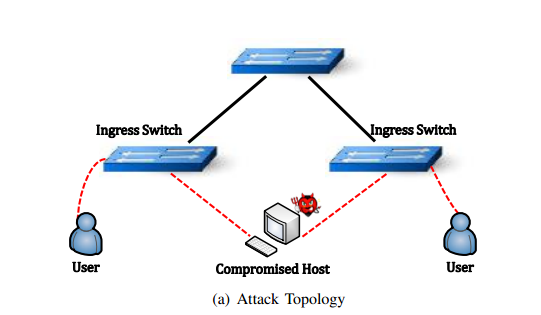 Ingress Switch
Ingress Switch
User
Compromised Host
User
(a) Attack Topology